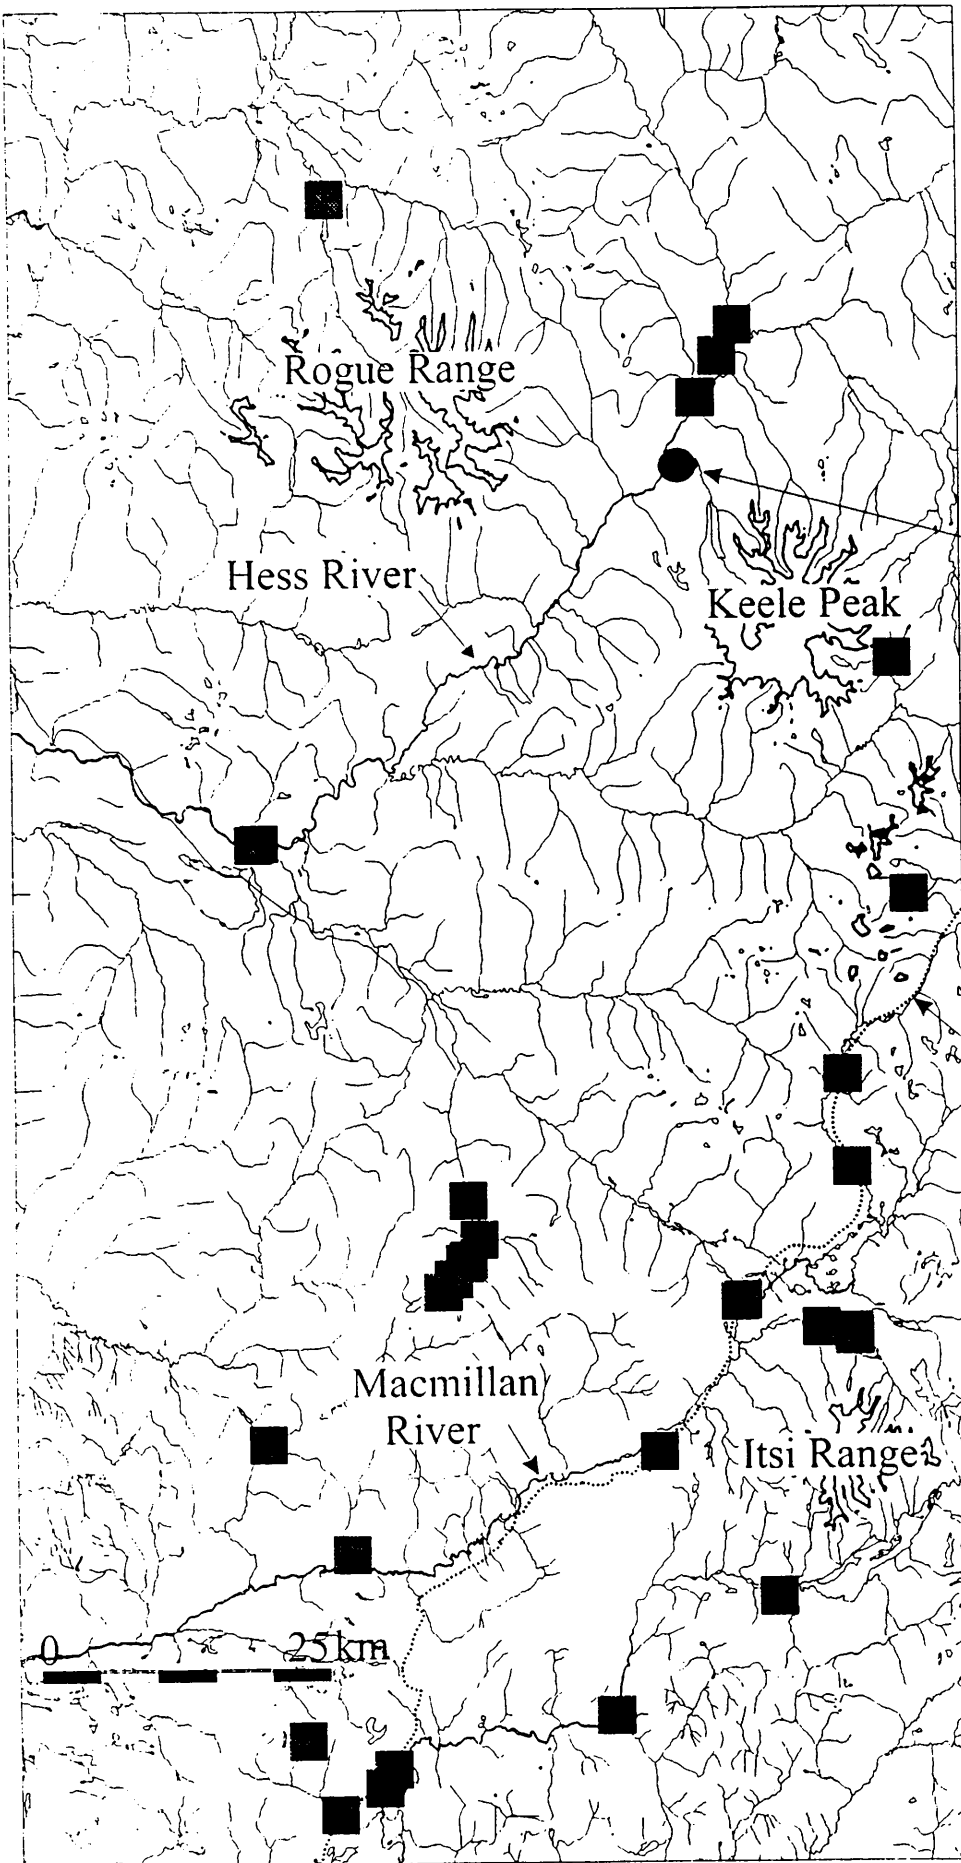 Rogue Range
Hess River
Keele Peak
Macmillan
River
Itsi Range
0 25km